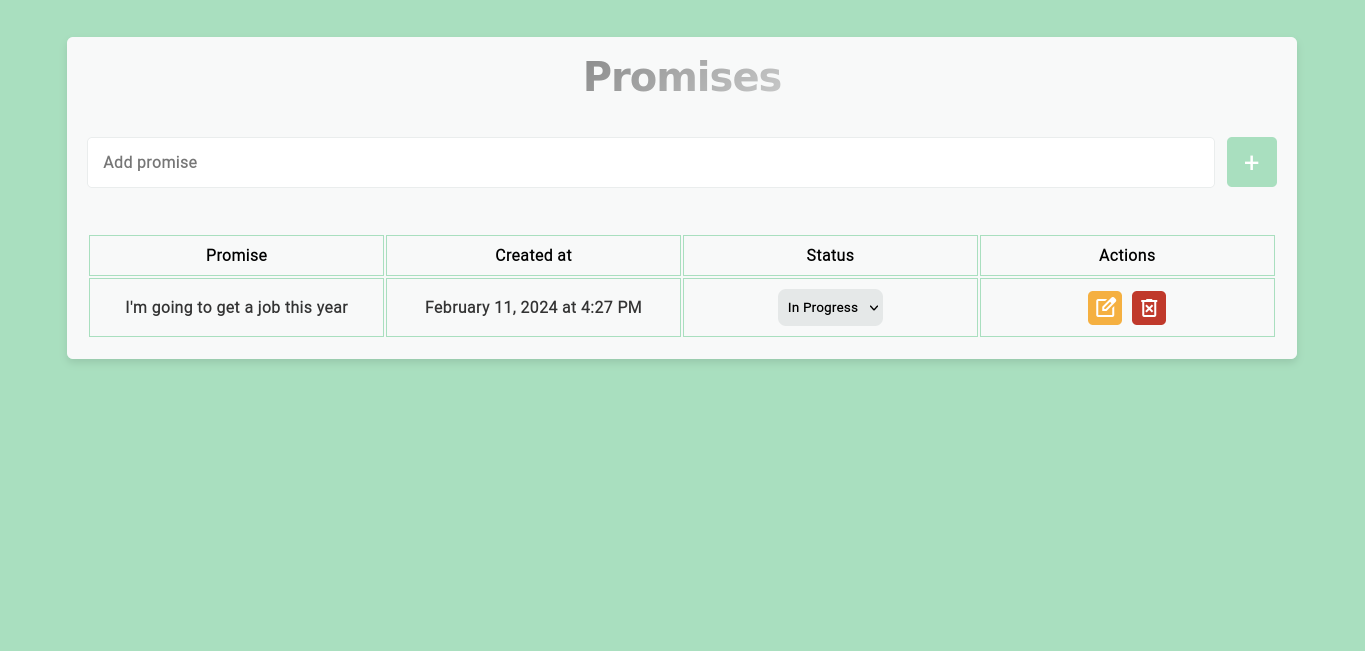 Promises
Add promise
+
Promise Created at Status Actions
I'm going to get a job this year February 11, 2024 at 4:27 PM In Progress